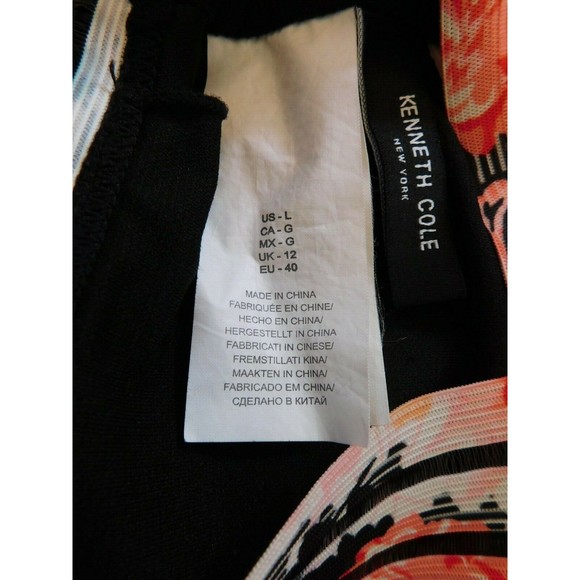 KENNETH COLE
NEW YORK
US - L
CA - G
MX - G
UK - 12
EU - 40
MADE IN CHINA
FABRIQUÉE EN CHINE/
HECHO EN CHINA/
HERGESTELLT IN CHINA
FABBRICATI IN CINESE/
FREMSTILLATI KINA/
MAAKTEN IN CHINA/
FABRICADO EM CHINA/
СДЕЛАНО В КИТАЙ